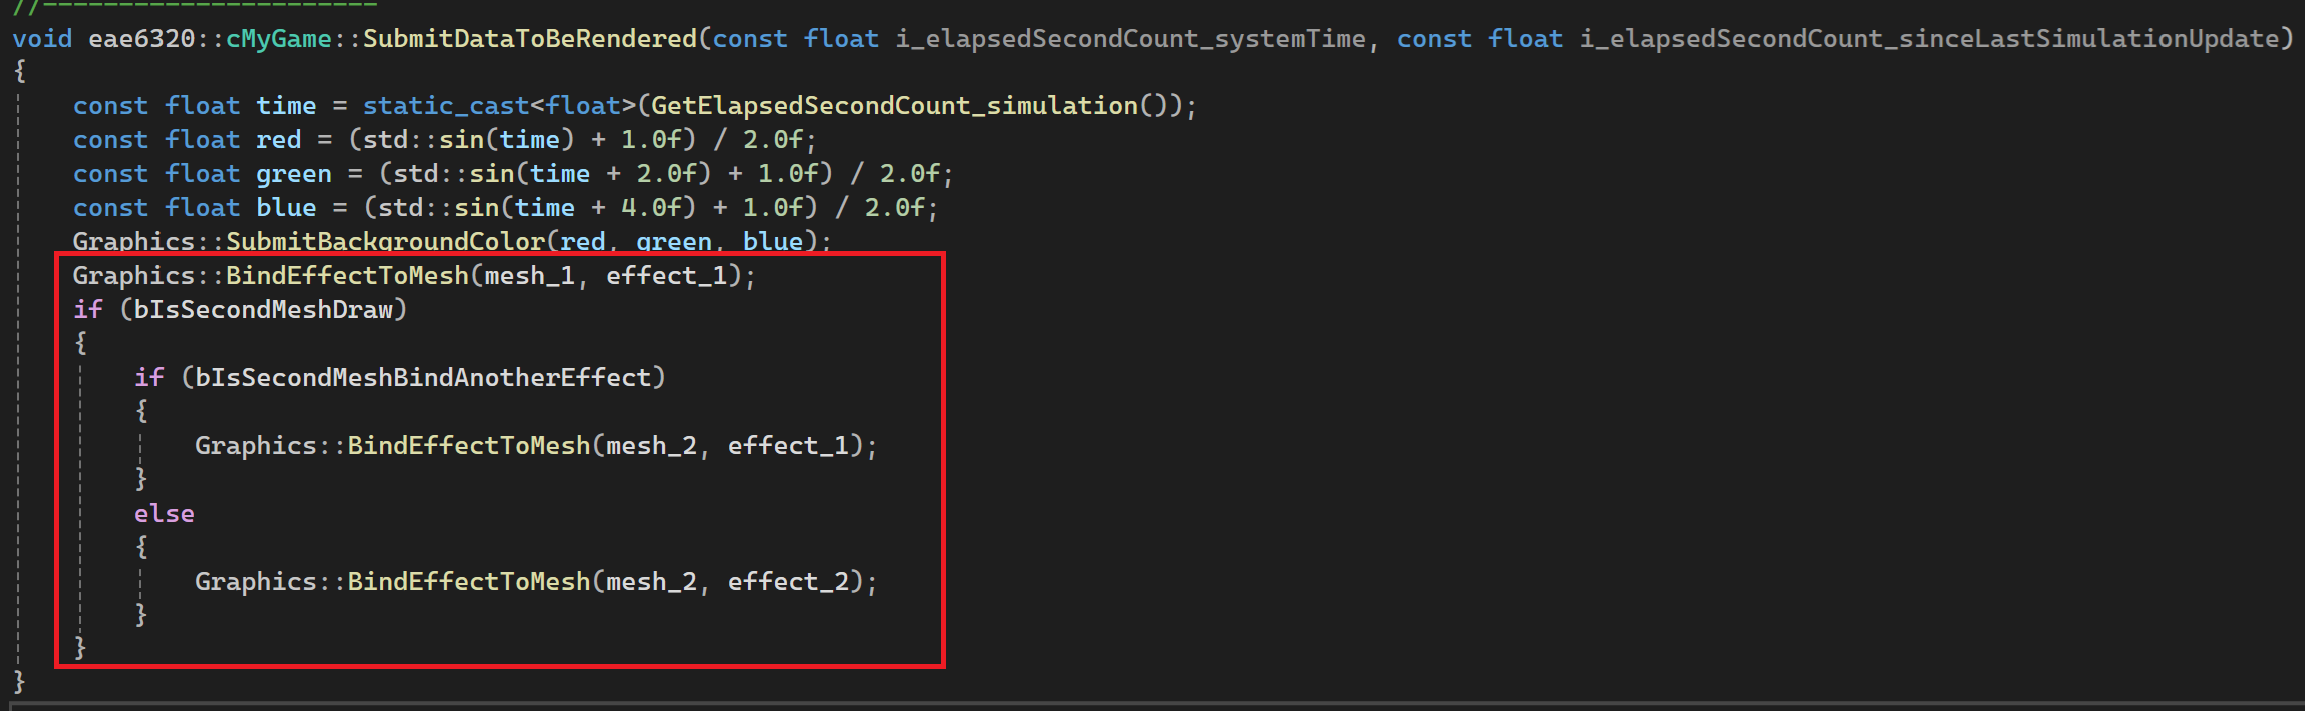 //----------------------
void eae6320::cMyGame::SubmitDataToBeRendered(const float i_elapsedSecondCount_systemTime, const float i_elapsedSecondCount_sinceLastSimulationUpdate)
{
    const float time = static_cast<float>(GetElapsedSecondCount_simulation());
    const float red = (std::sin(time) + 1.0f) / 2.0f;
    const float green = (std::sin(time + 2.0f) + 1.0f) / 2.0f;
    const float blue = (std::sin(time + 4.0f) + 1.0f) / 2.0f;
    Graphics::SubmitBackgroundColor(red, green, blue);
    Graphics::BindEffectToMesh(mesh_1, effect_1);
    if (bIsSecondMeshDraw)
    {
        if (bIsSecondMeshBindAnotherEffect)
        {
            Graphics::BindEffectToMesh(mesh_2, effect_1);
        }
        else
        {
            Graphics::BindEffectToMesh(mesh_2, effect_2);
        }
    }
}